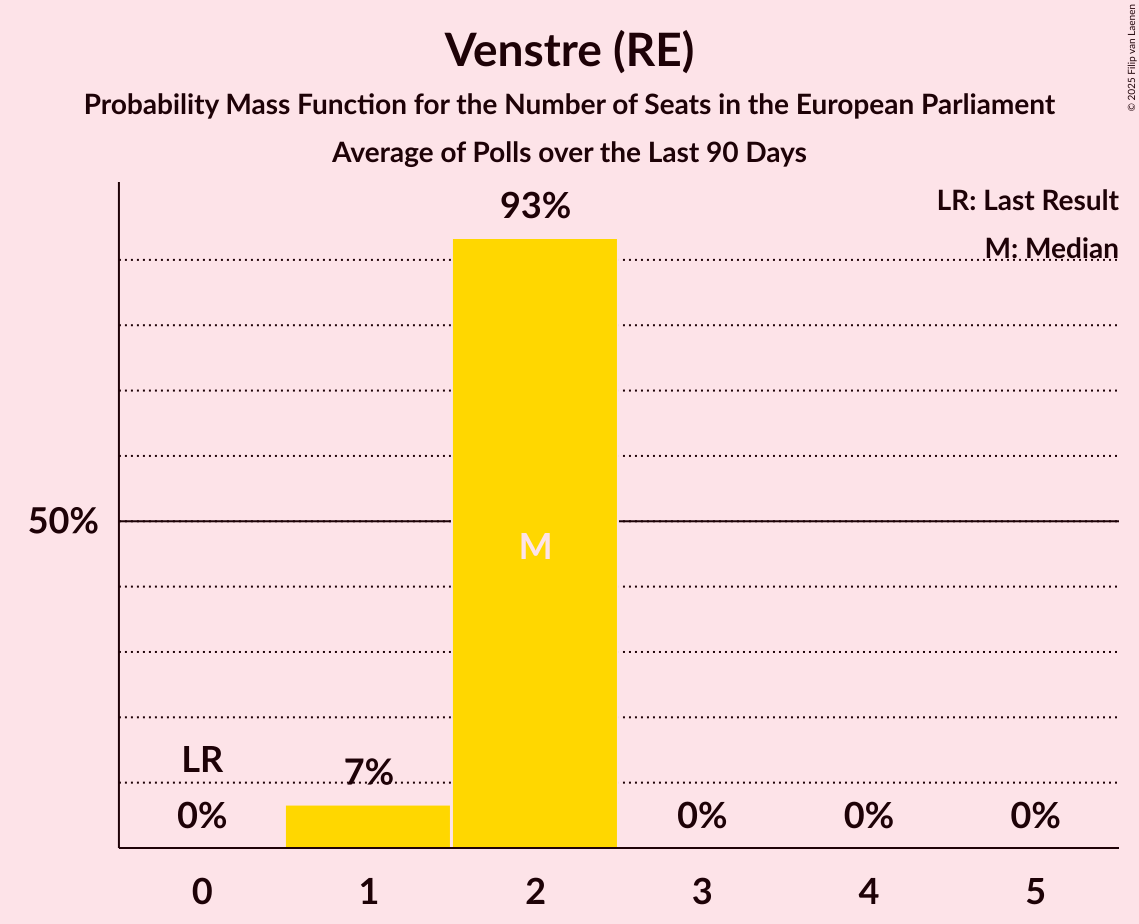 Venstre (RE)
Probability Mass Function for the Number of Seats in the European Parliament
Average of Polls over the Last 90 Days
© 2025 Filip van Laenen
LR: Last Result
M: Median
93%
50%
M
LR
7%
0%
0%
0%
0%
0 1 2 3 4 5